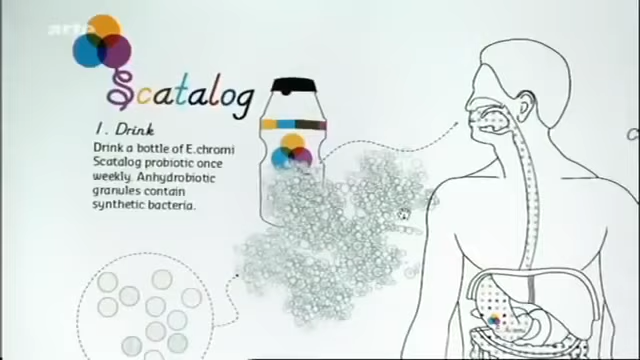 arte
Scatalog
1. Drink
Drink a bottle of E.chromi
Scatalog probiotic once
weekly. Anhydrobiotic
granules contain
synthetic bacteria.